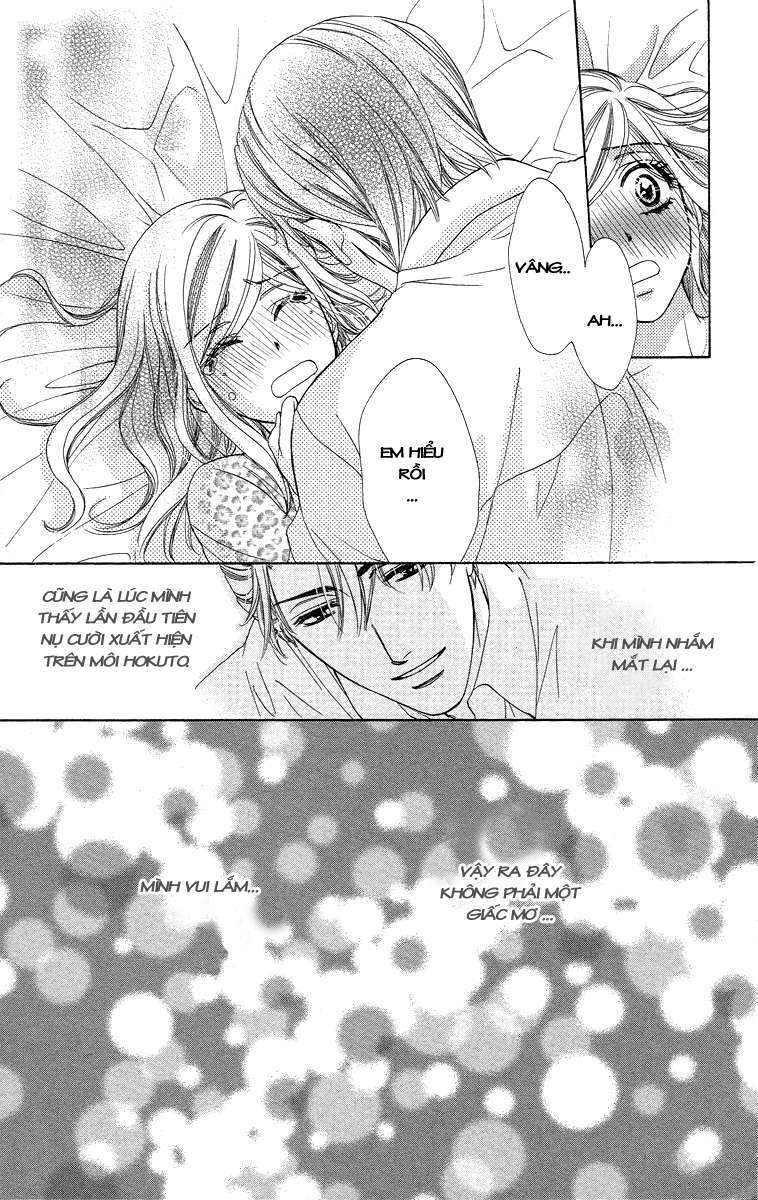 AH...
VÂNG..
EM HIỂU
RỒI
...
KHI MÌNH NHẮM
MẮT LẠI ...
CŨNG LÀ LÚC MÌNH
THẤY LẦN ĐẦU TIÊN
NỤ CƯỜI XUẤT HIỆN
TRÊN MÔI HOKUTO.
VẬY RA ĐÂY
KHÔNG PHẢI MỘT
GIẤC MƠ ...
MÌNH VUI LẮM...